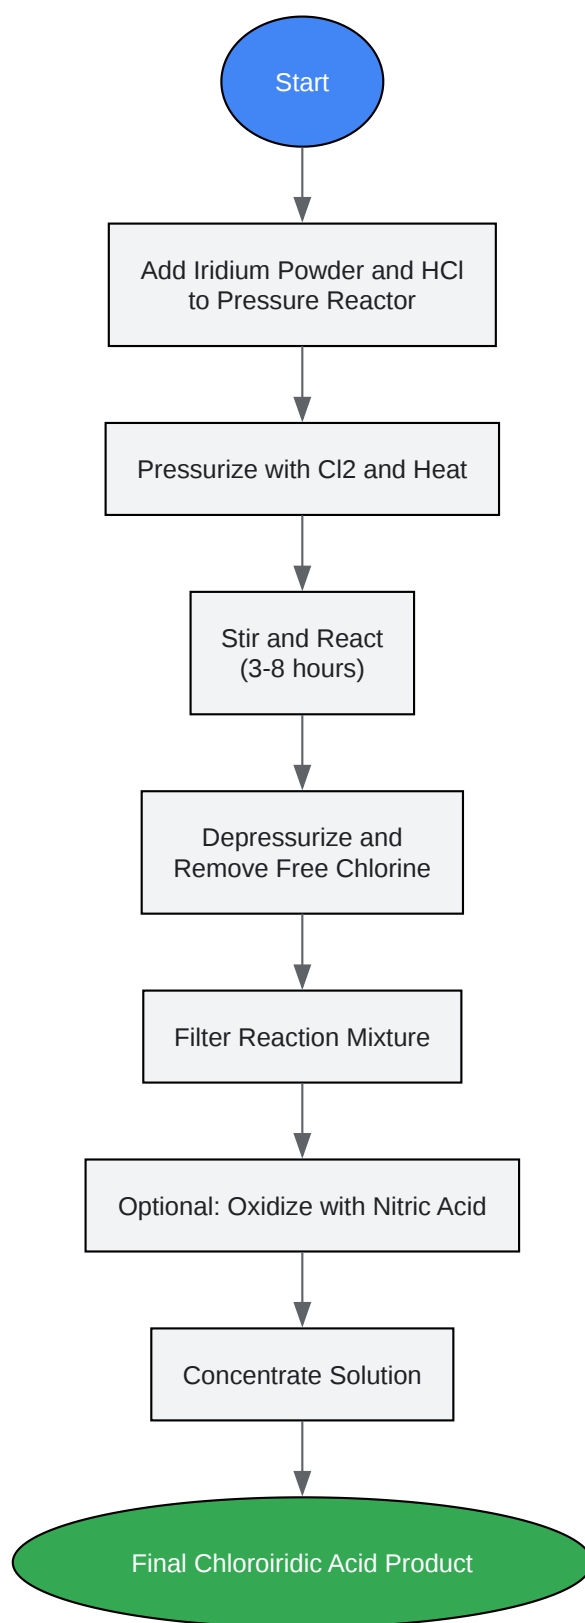 Start
Add Iridium Powder and HCl
to Pressure Reactor
Pressurize with Cl2 and Heat
Stir and React
(3-8 hours)
Depressurize and
Remove Free Chlorine
Filter Reaction Mixture
Optional: Oxidize with Nitric Acid
Concentrate Solution
Final Chloroiridic Acid Product